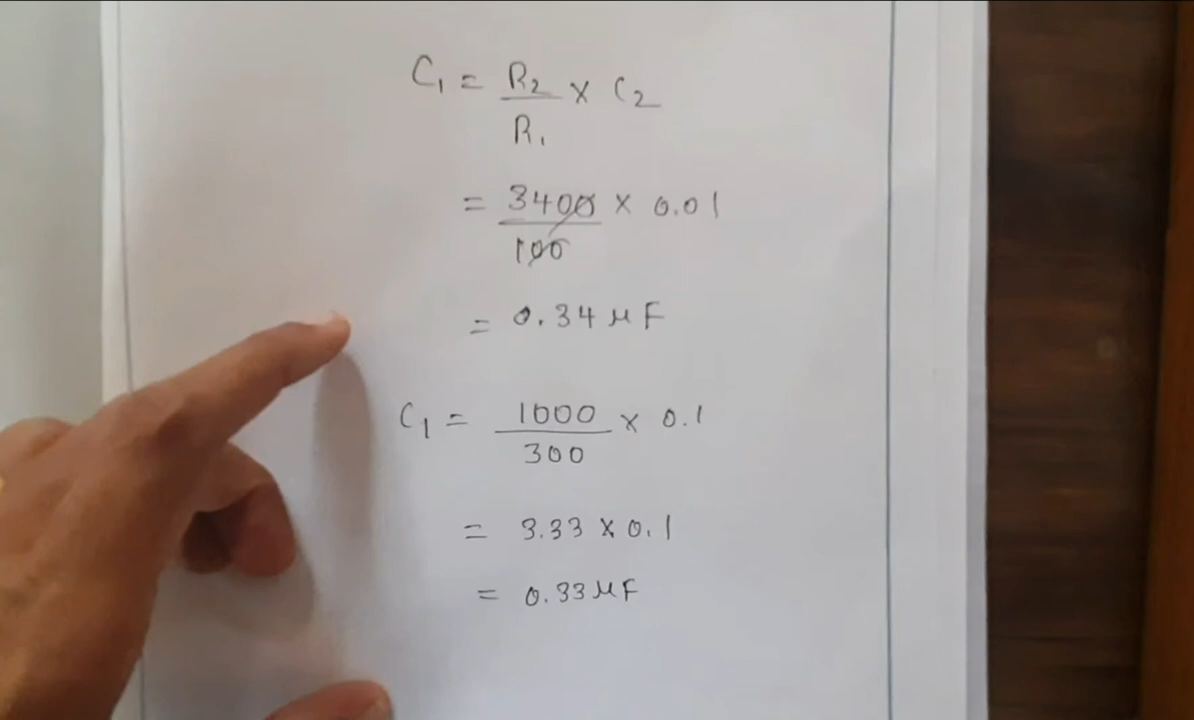 C₁ = R₂/R₁ × C₂
= 3400/100 × 0.01
= 0.34 μF
C₁ = 1000/300 × 0.1
= 3.33 × 0.1
= 0.33 μF